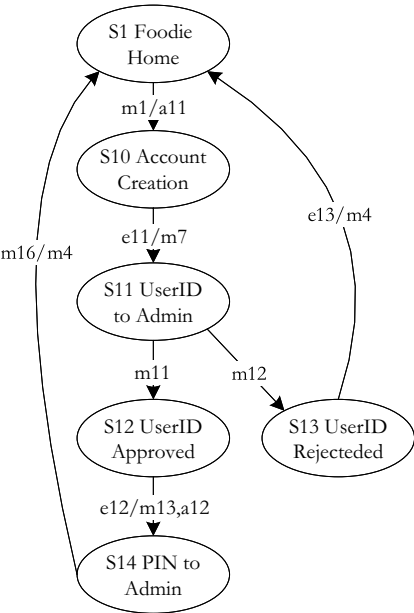 S1 Foodie
Home
m1/a11
S10 Account
Creation
e13/m4
e11/m7
m16/m4
S11 UserID
to Admin
m11
m12
S12 UserID
Approved
S13 UserID
Rejecteded
e12/m13,a12
S14 PIN to
Admin